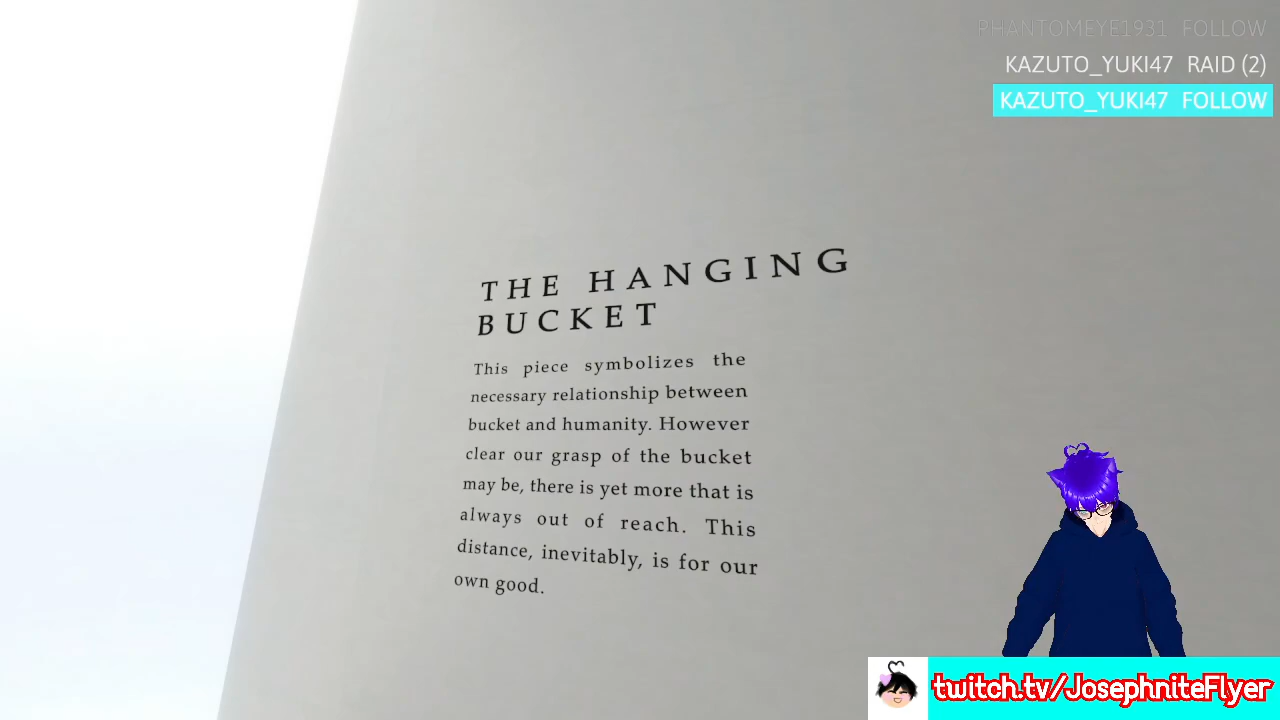 PHANTOMEYE1931 FOLLOW
KAZUTO_YUKI47 RAID (2)
KAZUTO_YUKI47 FOLLOW
THE HANGING
BUCKET
This piece symbolizes the
necessary relationship between
bucket and humanity. However
clear our grasp of the bucket
may be, there is yet more that is
always out of reach. This
distance, inevitably, is for our
own good.
twitch.tv/JosephniteFlyer